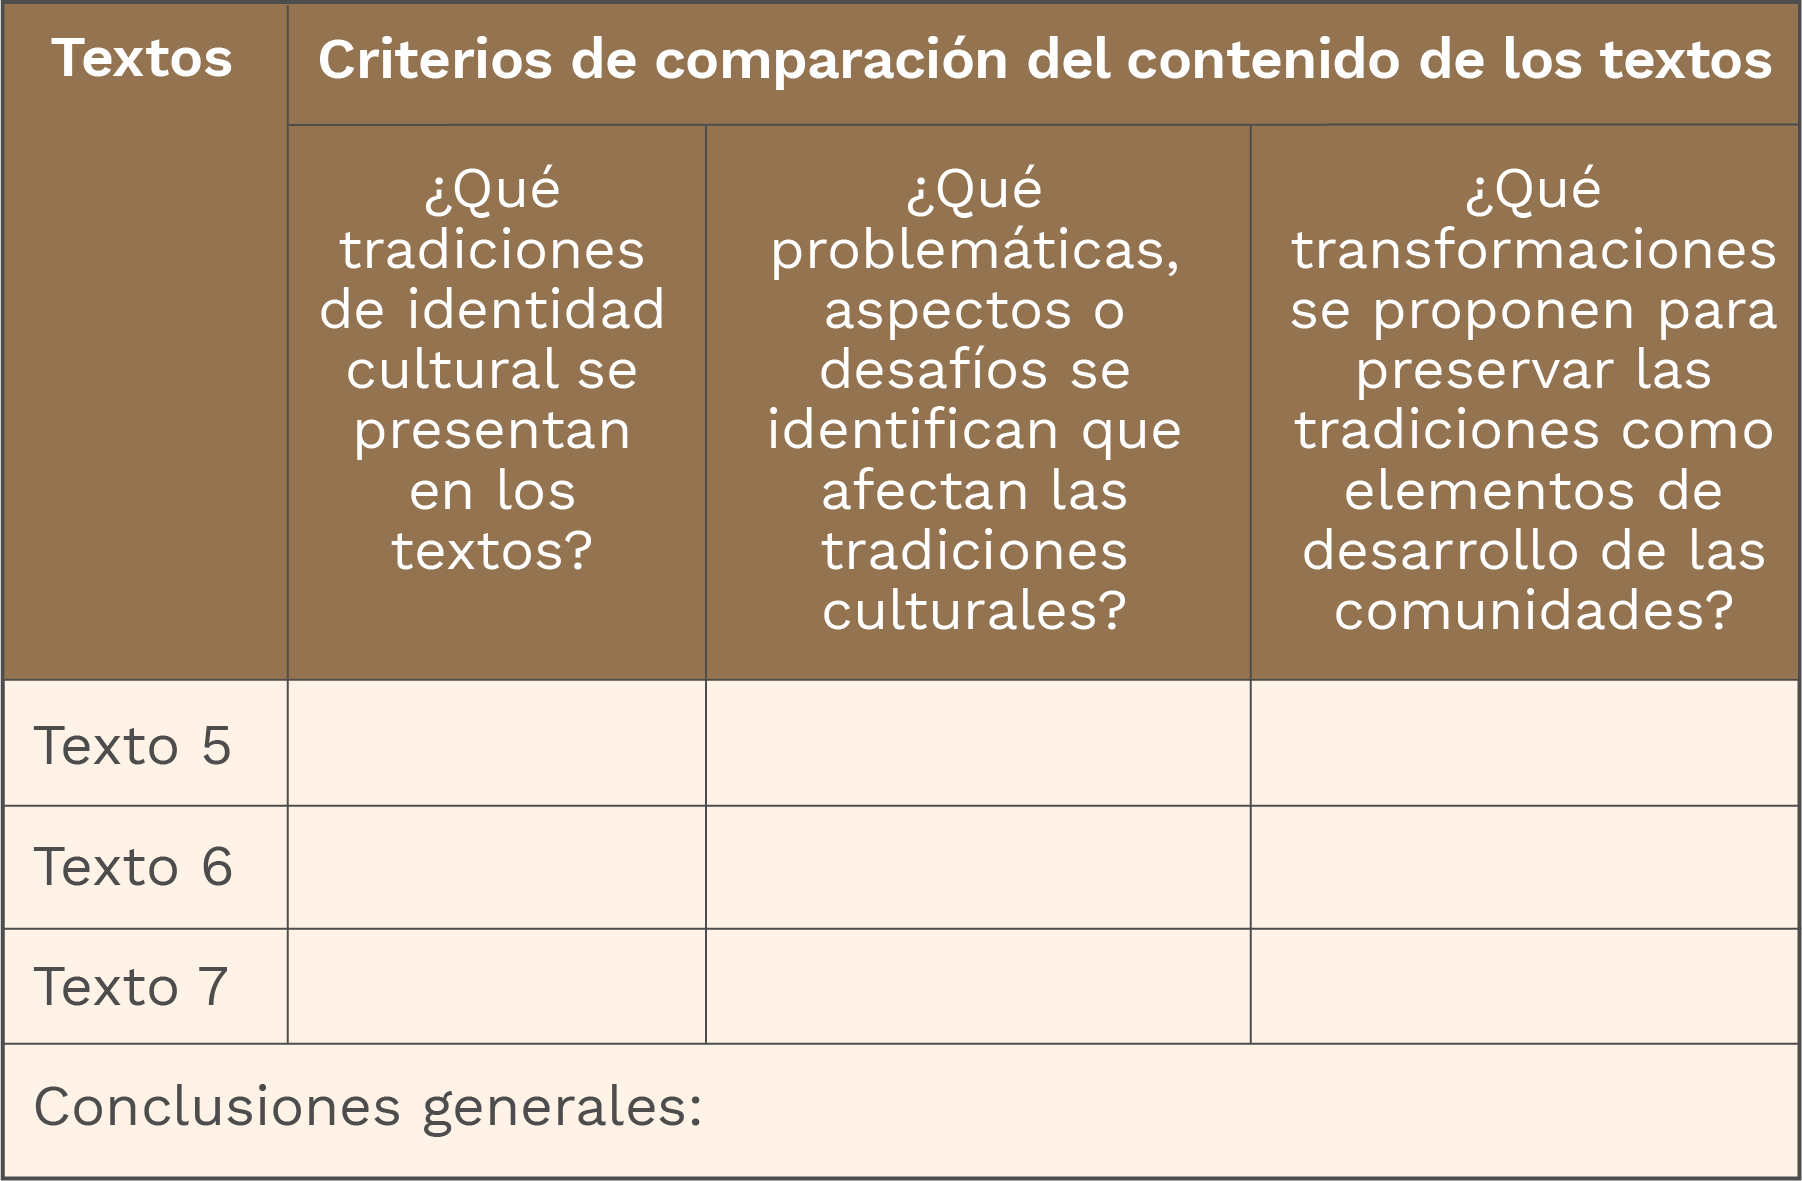 Textos
Criterios de comparación del contenido de los textos
¿Qué
tradiciones
de identidad
cultural se
presentan
en los
textos?
¿Qué
problemáticas,
aspectos o
desafíos se
identifican que
afectan las
tradiciones
culturales?
¿Qué
transformaciones
se proponen para
preservar las
tradiciones como
elementos de
desarrollo de las
comunidades?
Texto 5
Texto 6
Texto 7
Conclusiones generales: